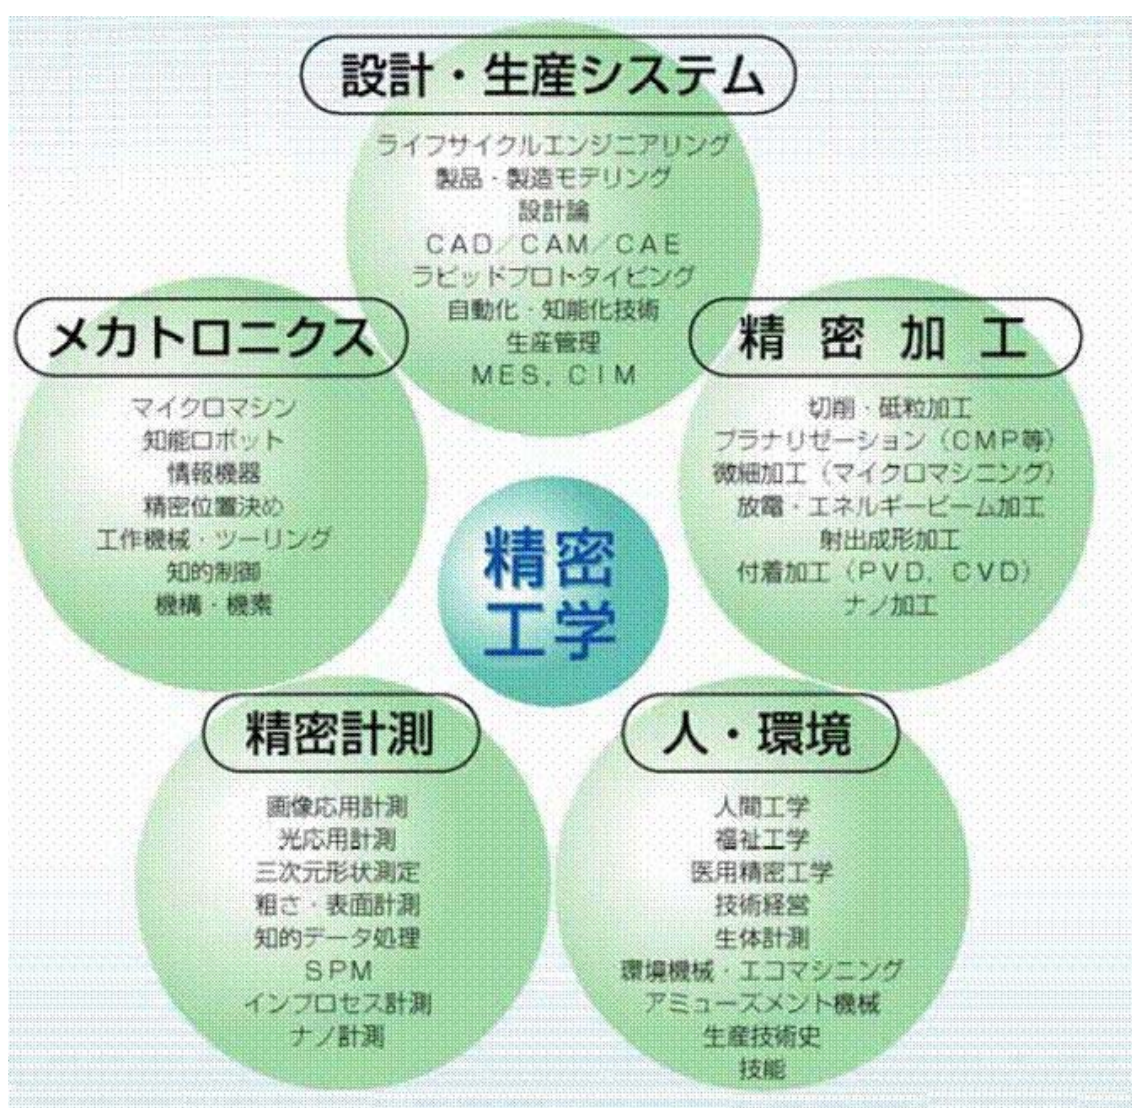 設計・生産システム
ライフサイクルエンジニアリング
製品・製造モデリング
設計論
CAD/CAM/CAE
ラピッドプロトタイピング
自動化・知能化技術
生産管理
MES, CIM
メカトロニクス
マイクロマシン
知能ロボット
情報機器
精密位置決め
工作機械・ツーリング
知的制御
機構・機素
精密加工
切削・砥粒加工
プラナリゼーション（CMP等）
微細加工（マイクロマシニング）
放電・エネルギービーム加工
射出成形加工
付着加工（PVD, CVD）
ナノ加工
精密
工学
精密計測
画像応用計測
光応用計測
三次元形状測定
粗さ・表面計測
知的データ処理
SPM
インプロセス計測
ナノ計測
人・環境
人間工学
福祉工学
医用精密工学
技術経営
生体計測
環境機械・エコマシニング
アミューズメント機械
生産技術史
技能